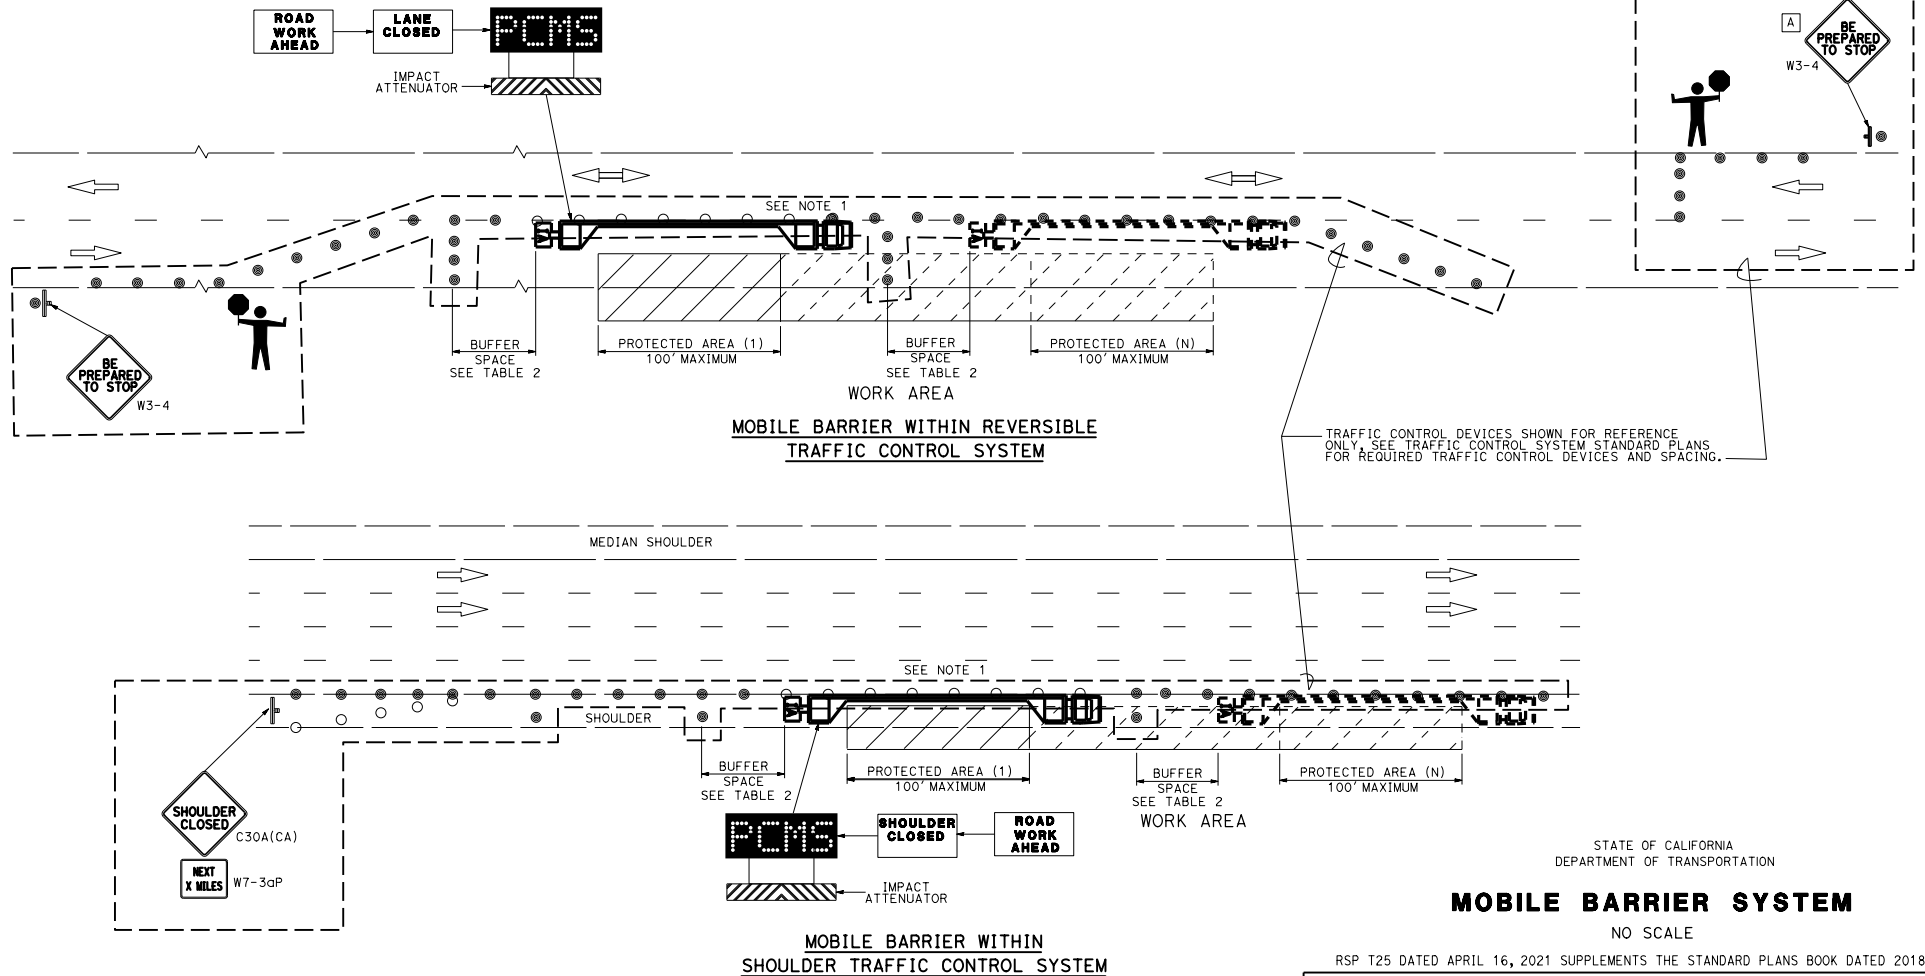 ROAD
WORK
AHEAD
LANE
CLOSED
PCMS
IMPACT
ATTENUATOR
A
BE
PREPARED
TO STOP
W3-4
SEE NOTE 1
BE
PREPARED
TO STOP
W3-4
BUFFER
SPACE
SEE TABLE 2
PROTECTED AREA (1)
100' MAXIMUM
BUFFER
SPACE
SEE TABLE 2
PROTECTED AREA (N)
100' MAXIMUM
WORK AREA
MOBILE BARRIER WITHIN REVERSIBLE
TRAFFIC CONTROL SYSTEM
TRAFFIC CONTROL DEVICES SHOWN FOR REFERENCE
ONLY, SEE TRAFFIC CONTROL SYSTEM STANDARD PLANS
FOR REQUIRED TRAFFIC CONTROL DEVICES AND SPACING.
MEDIAN SHOULDER
SEE NOTE 1
SHOULDER
BUFFER
SPACE
SEE TABLE 2
PROTECTED AREA (1)
100' MAXIMUM
BUFFER
SPACE
SEE TABLE 2
PROTECTED AREA (N)
100' MAXIMUM
WORK AREA
SHOULDER
CLOSED
C30A(CA)
NEXT
X MILES
W7-3aP
PCMS
SHOULDER
CLOSED
ROAD
WORK
AHEAD
IMPACT
ATTENUATOR
MOBILE BARRIER WITHIN
SHOULDER TRAFFIC CONTROL SYSTEM
STATE OF CALIFORNIA
DEPARTMENT OF TRANSPORTATION
MOBILE BARRIER SYSTEM
NO SCALE
RSP T25 DATED APRIL 16, 2021 SUPPLEMENTS THE STANDARD PLANS BOOK DATED 2018